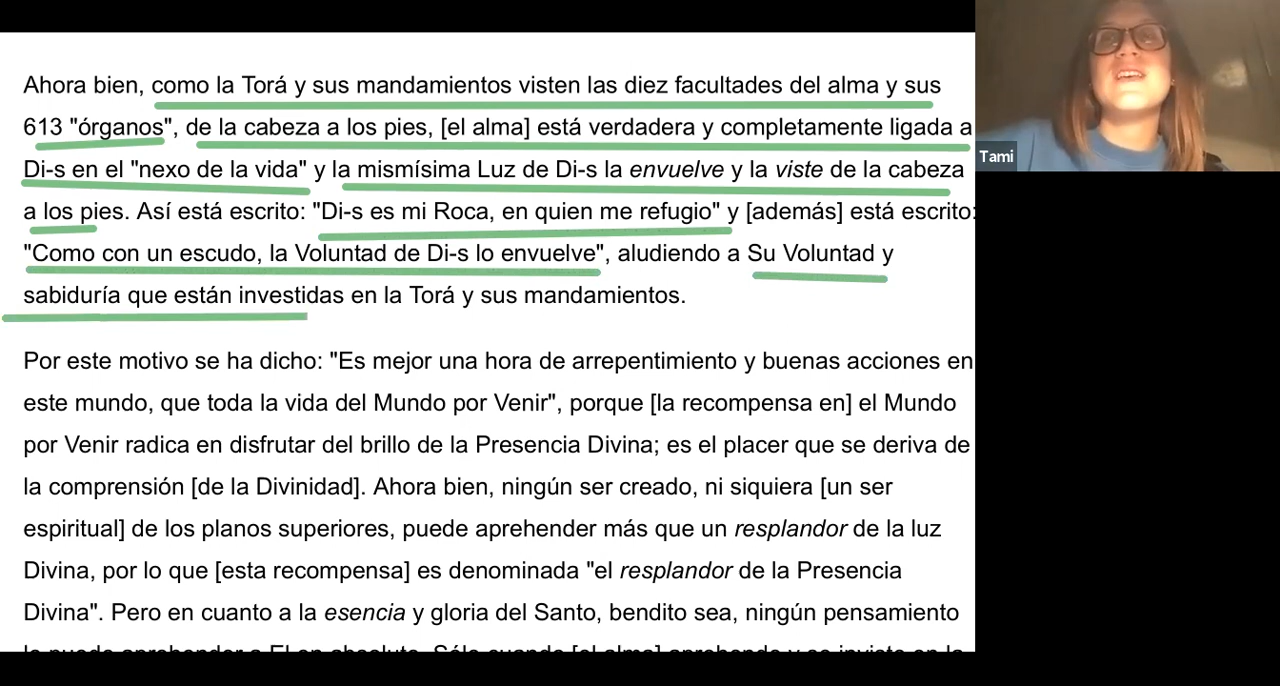 Ahora bien, como la Torá y sus mandamientos visten las diez facultades del alma y sus
613 "órganos", de la cabeza a los pies, [el alma] está verdadera y completamente ligada a
Di-s en el "nexo de la vida" y la mismísima Luz de Di-s la envuelve y la viste de la cabeza
a los pies. Así está escrito: "Di-s es mi Roca, en quien me refugio" y [además] está escrito:
"Como con un escudo, la Voluntad de Di-s lo envuelve", aludiendo a Su Voluntad y
sabiduría que están investidas en la Torá y sus mandamientos.
Por este motivo se ha dicho: "Es mejor una hora de arrepentimiento y buenas acciones en
este mundo, que toda la vida del Mundo por Venir", porque [la recompensa en] el Mundo
por Venir radica en disfrutar del brillo de la Presencia Divina; es el placer que se deriva de
la comprensión [de la Divinidad]. Ahora bien, ningún ser creado, ni siquiera [un ser
espiritual] de los planos superiores, puede aprehender más que un resplandor de la luz
Divina, por lo que [esta recompensa] es denominada "el resplandor de la Presencia
Divina". Pero en cuanto a la esencia y gloria del Santo, bendito sea, ningún pensamiento
Tami